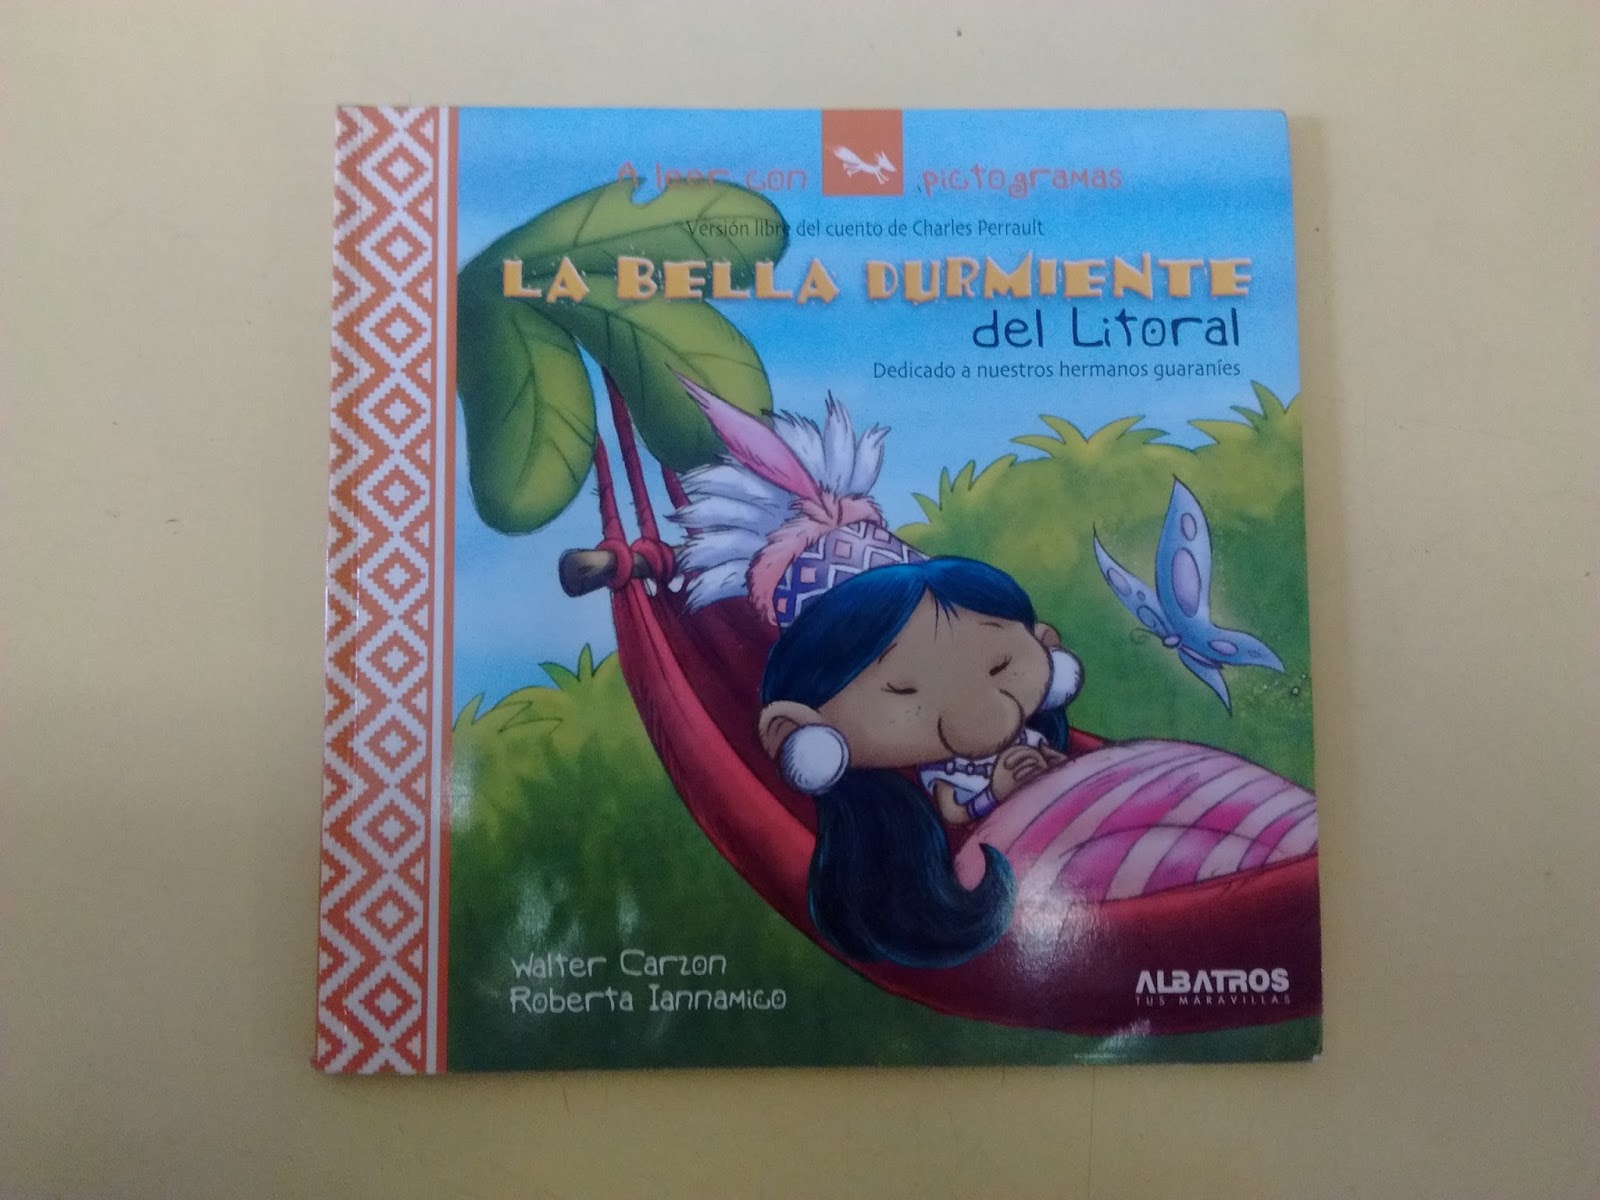 A leer con pictogramas
Versión libre del cuento de Charles Perrault
LA BELLA DURMIENTE
del Litoral
Dedicado a nuestros hermanos guaraníes
Walter Carzon
Roberta Iannamico
ALBATROS
TUS MARAVILLAS